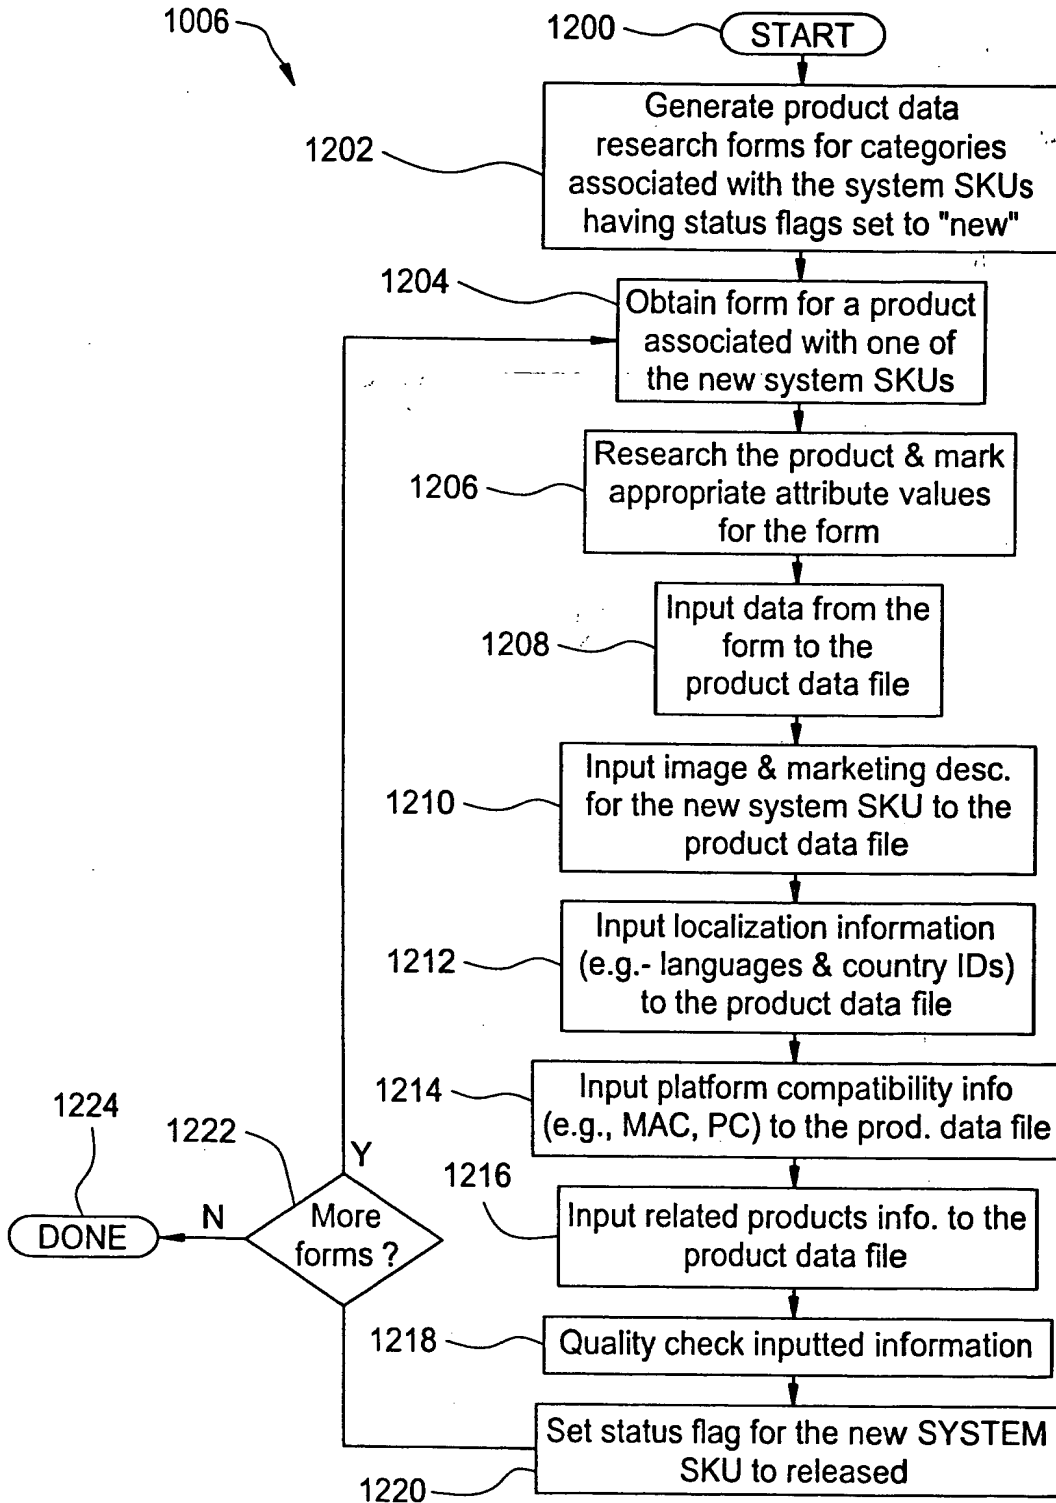 1006
1200
START
1202
Generate product data
research forms for categories
associated with the system SKUs
having status flags set to "new"
1204
Obtain form for a product
associated with one of
the new system SKUs
1206
Research the product & mark
appropriate attribute values
for the form
1208
Input data from the
form to the
product data file
1210
Input image & marketing desc.
for the new system SKU to the
product data file
1212
Input localization information
(e.g.- languages & country IDs)
to the product data file
1214
Input platform compatibility info
(e.g., MAC, PC) to the prod. data file
1216
Input related products info. to the
product data file
1218
Quality check inputted information
1220
Set status flag for the new SYSTEM
SKU to released
1222
More
forms ?
Y
N
1224
DONE